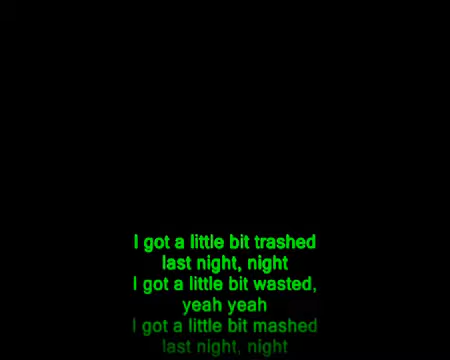 I got a little bit trashed
last night, night
I got a little bit wasted,
yeah yeah
I got a little bit mashed
last night, night